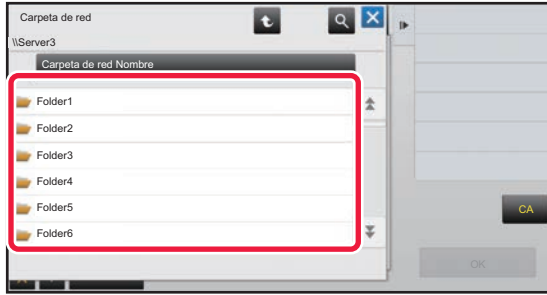 Carpeta de red
\\Server3
Carpeta de red Nombre
Folder1
Folder2
Folder3
Folder4
Folder5
Folder6
CA
OK